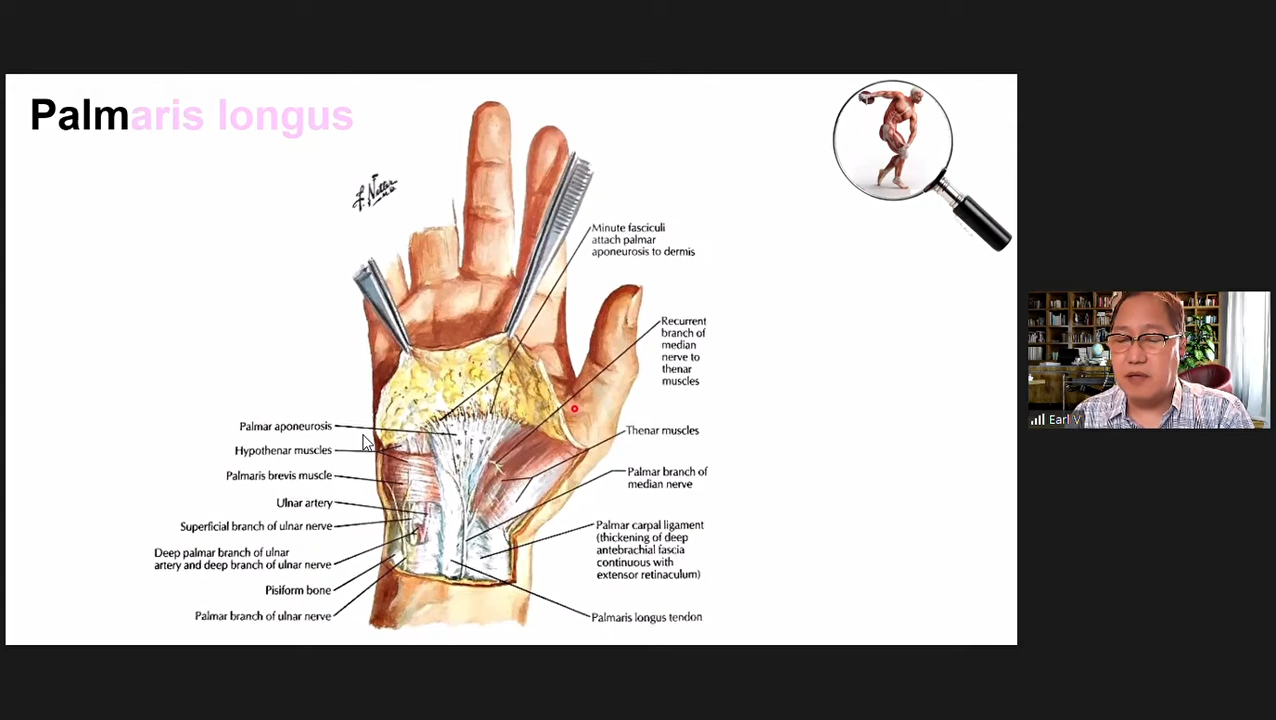 Palmaris longus
F. Netter
M.D.
Minute fasciculi
attach palmar
aponeurosis to dermis
Recurrent
branch of
median
nerve to
thenar
muscles
Palmar aponeurosis
Hypothenar muscles
Palmaris brevis muscle
Ulnar artery
Superficial branch of ulnar nerve
Deep palmar branch of ulnar
artery and deep branch of ulnar nerve
Pisiform bone
Palmar branch of ulnar nerve
Thenar muscles
Palmar branch of
median nerve
Palmar carpal ligament
(thickening of deep
antebrachial fascia
continuous with
extensor retinaculum)
Palmaris longus tendon
Earl V